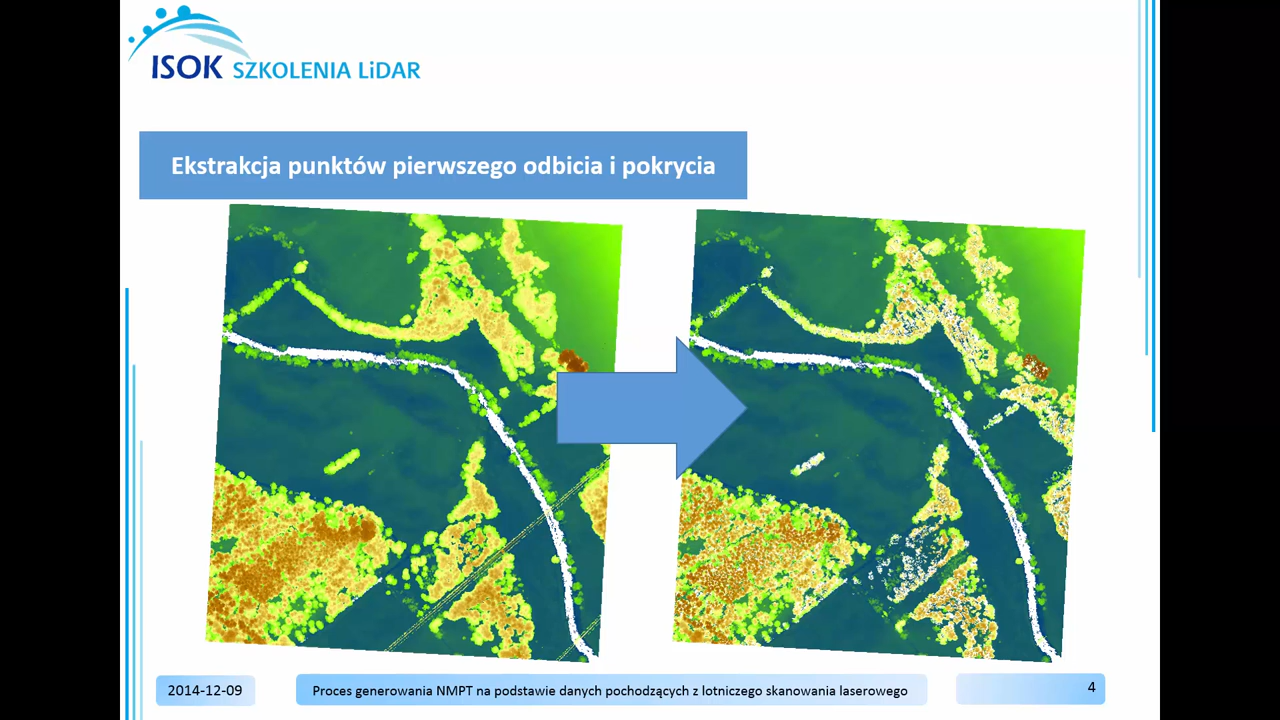 ISOK SZKOLENIA LiDAR
Ekstrakcja punktów pierwszego odbicia i pokrycia
2014-12-09
Proces generowania NMPT na podstawie danych pochodzących z lotniczego skanowania laserowego
4